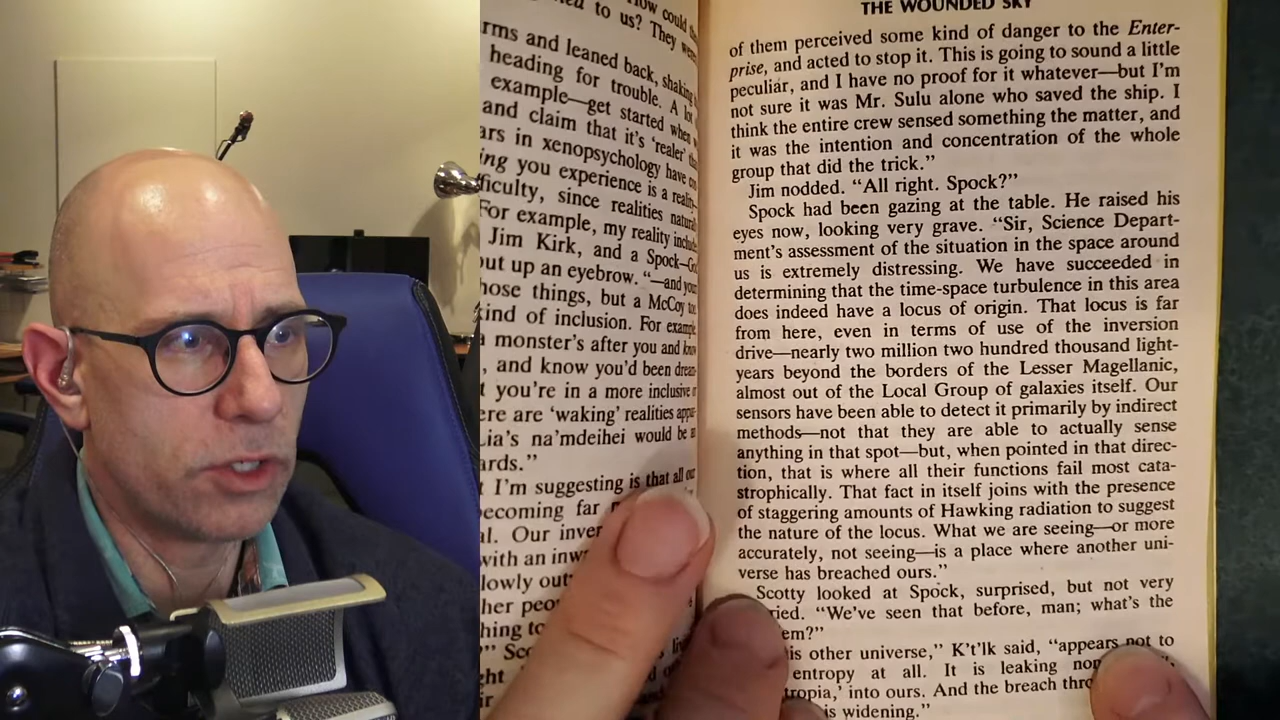 How could
to us? They were
rms and leaned back, shaking
heading for trouble. A lot
example—get started when
and claim that it's 'realer'
ars in xenopsychology have
ing you experience is a reality—
fficulty, since realities
For example, my reality
Jim Kirk, and a Spock—
out up an eyebrow. "—and your
hose things, but a McCoy
kind of inclusion. For example
a monster's after you and know
, and know you'd been
t you're in a more inclusive
ere are 'waking' realities
Lia's na'mdeihei would be
ards."
I'm suggesting is that all our
becoming far
al. Our
with an
lowly
her
hing to
THE WOUNDED SKY
of them perceived some kind of danger to the Enter-
prise, and acted to stop it. This is going to sound a little
peculiar, and I have no proof for it whatever—but I'm
not sure it was Mr. Sulu alone who saved the ship. I
think the entire crew sensed something the matter, and
it was the intention and concentration of the whole
group that did the trick."
Jim nodded. "All right. Spock?"
Spock had been gazing at the table. He raised his
eyes now, looking very grave. "Sir, Science Depart-
ment's assessment of the situation in the space around
us is extremely distressing. We have succeeded in
determining that the time-space turbulence in this area
does indeed have a locus of origin. That locus is far
from here, even in terms of use of the inversion
drive—nearly two million two hundred thousand light-
years beyond the borders of the Lesser Magellanic,
almost out of the Local Group of galaxies itself. Our
sensors have been able to detect it primarily by indirect
methods—not that they are able to actually sense
anything in that spot—but, when pointed in that direc-
tion, that is where all their functions fail most cata-
strophically. That fact in itself joins with the presence
of staggering amounts of Hawking radiation to suggest
the nature of the locus. What we are seeing—or more
accurately, not seeing—is a place where another uni-
verse has breached ours."
Scotty looked at Spock, surprised, but not very
ried. "We've seen that before, man; what's the
em?"
is other universe," K't'lk said, "appears not to
entropy at all. It is leaking
tropia,' into ours. And the breach
is widening."